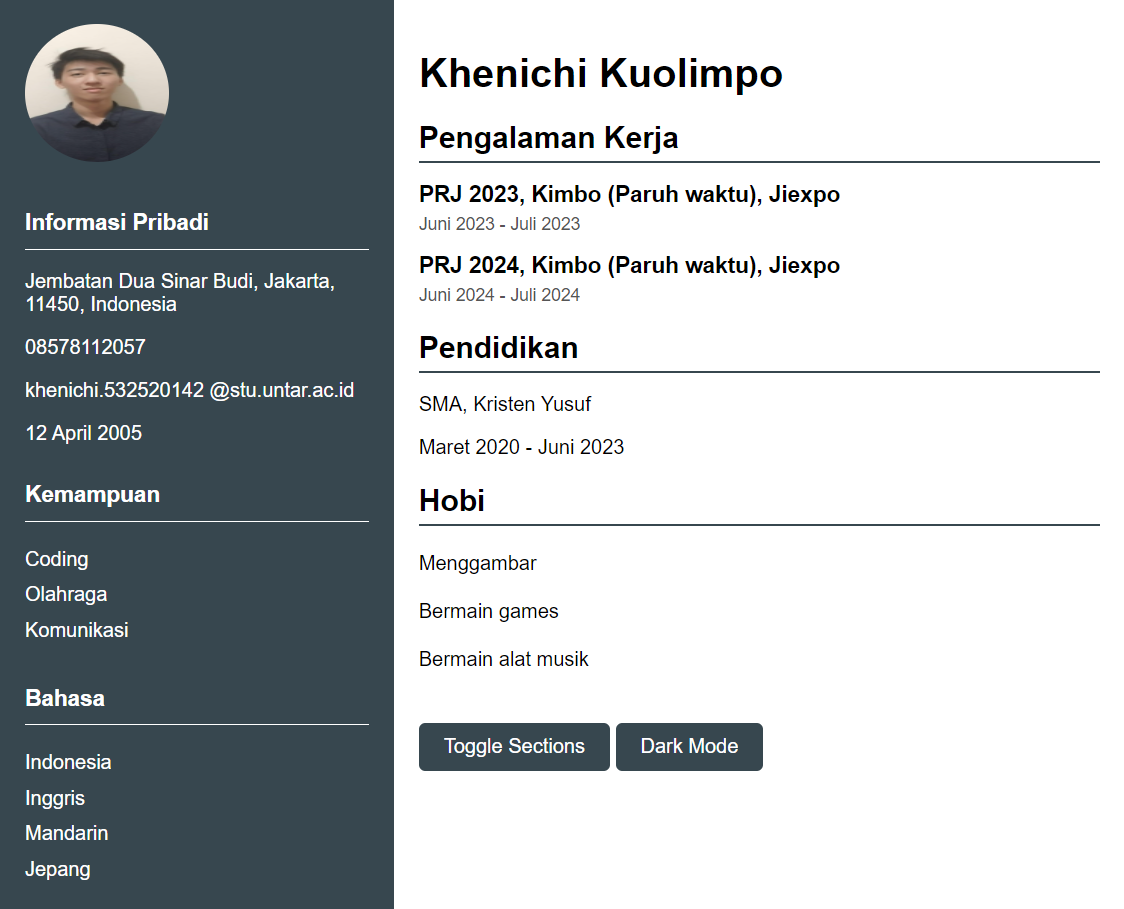 Informasi Pribadi
Jembatan Dua Sinar Budi, Jakarta,
11450, Indonesia
08578112057
khenichi.532520142 @stu.untar.ac.id
12 April 2005
Kemampuan
Coding
Olahraga
Komunikasi
Bahasa
Indonesia
Inggris
Mandarin
Jepang
Khenichi Kuolimpo
Pengalaman Kerja
PRJ 2023, Kimbo (Paruh waktu), Jiexpo
Juni 2023 - Juli 2023
PRJ 2024, Kimbo (Paruh waktu), Jiexpo
Juni 2024 - Juli 2024
Pendidikan
SMA, Kristen Yusuf
Maret 2020 - Juni 2023
Hobi
Menggambar
Bermain games
Bermain alat musik
Toggle Sections
Dark Mode